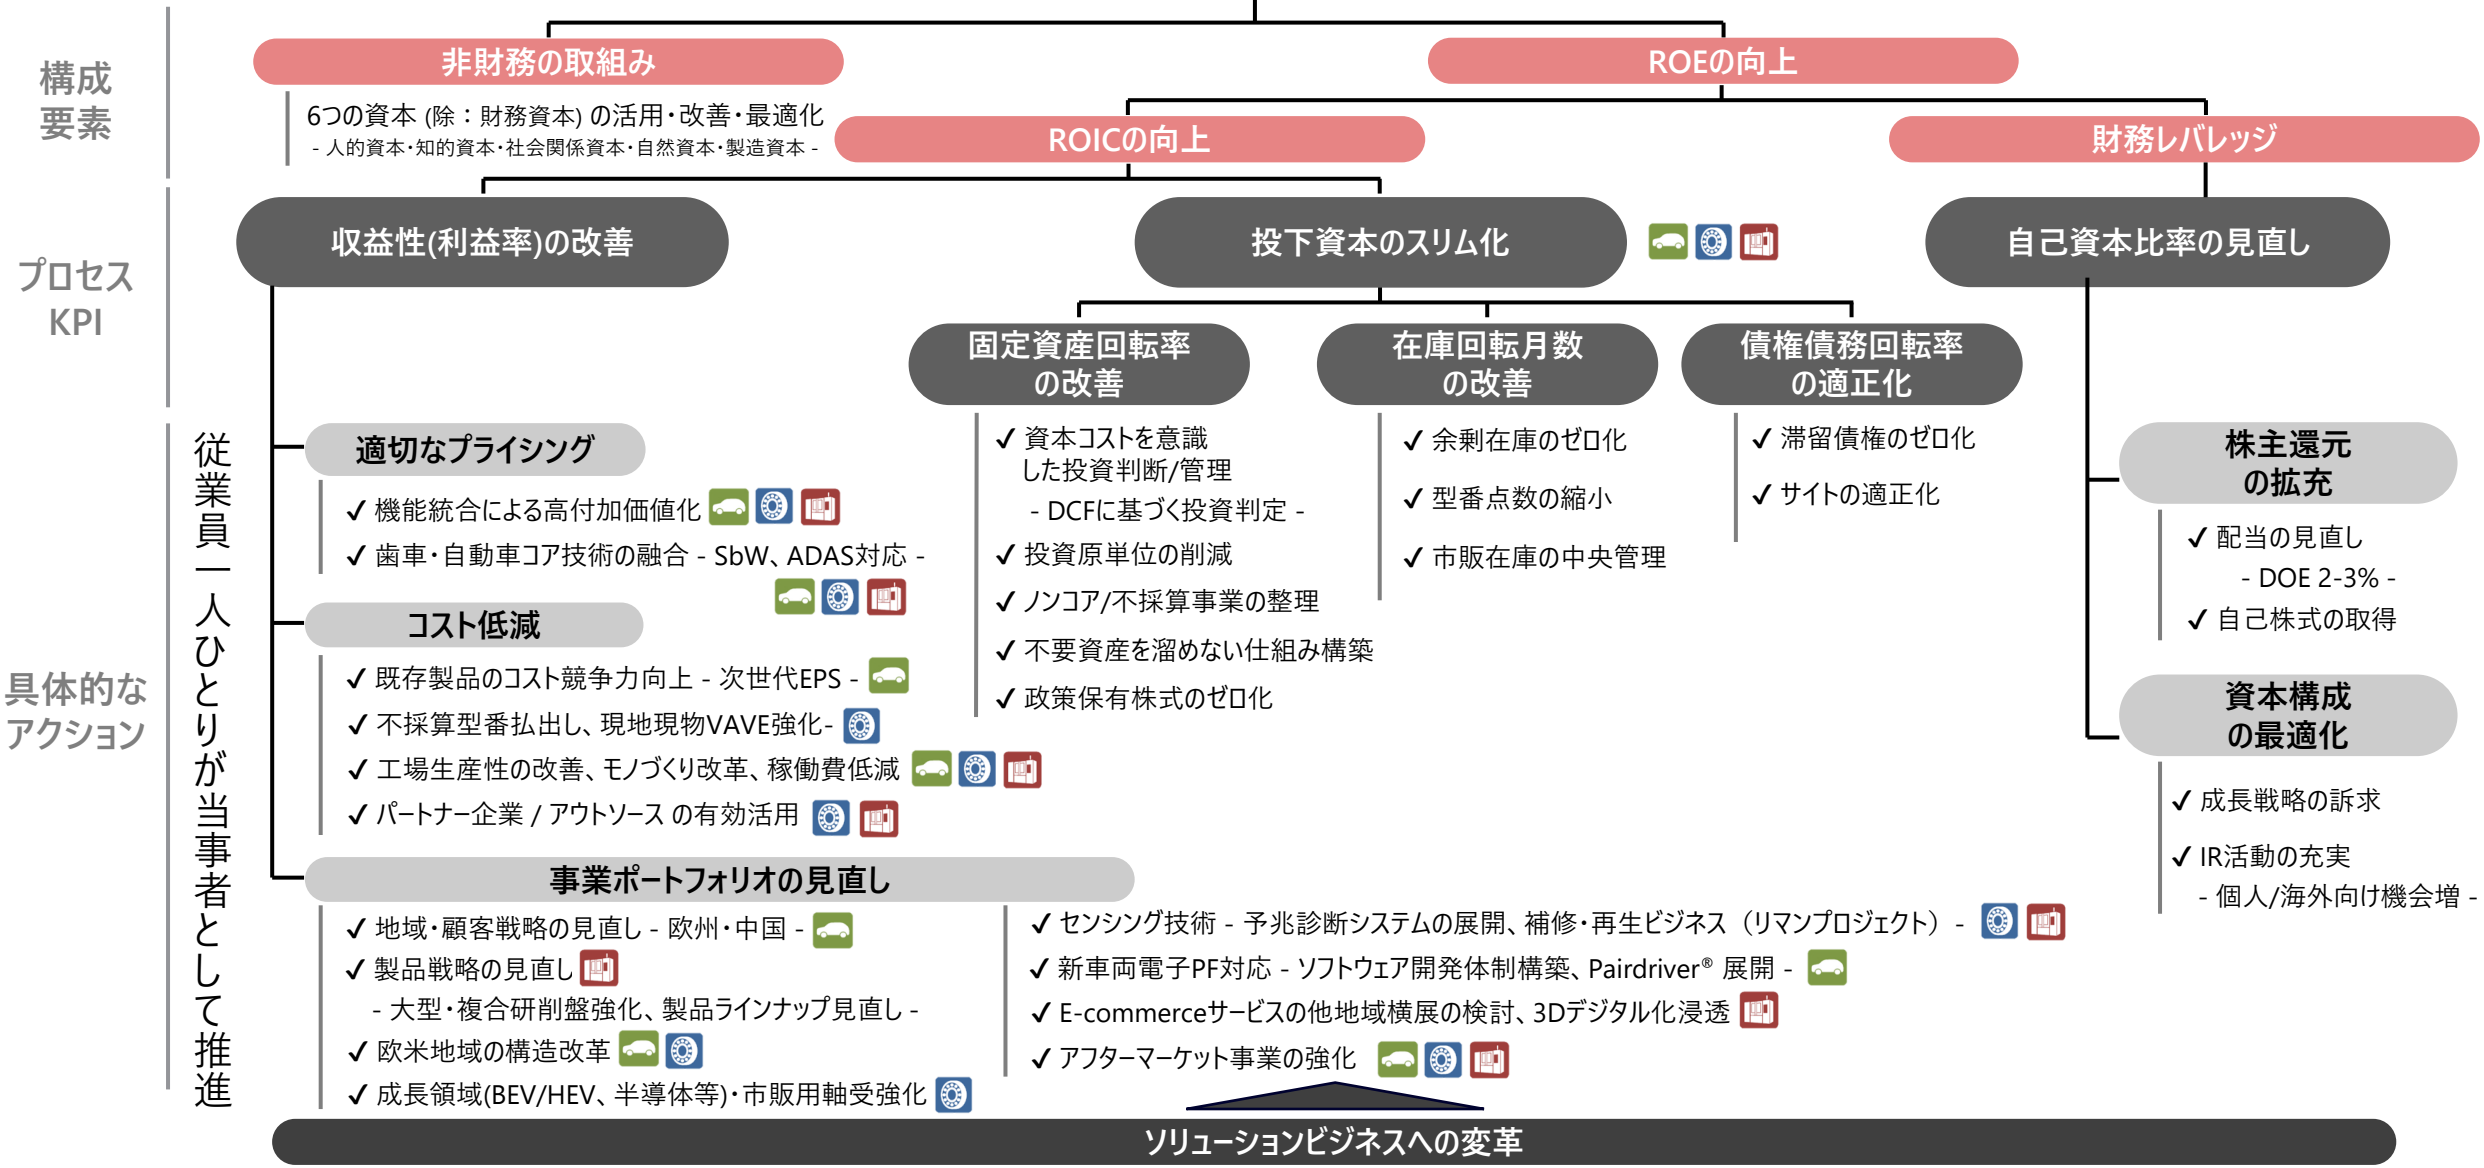 構成
要素
非財務の取組み
6つの資本 (除：財務資本) の活用・改善・最適化
- 人的資本・知的資本・社会関係資本・自然資本・製造資本 -
ROEの向上
ROICの向上
財務レバレッジ
プロセス
KPI
収益性(利益率)の改善
投下資本のスリム化
自己資本比率の見直し
固定資産回転率
の改善
在庫回転月数
の改善
債権債務回転率
の適正化
具体的な
アクション
従業員一人ひとりが当事者として推進
適切なプライシング
✓ 機能統合による高付加価値化
✓ 歯車・自動車コア技術の融合 - SbW、ADAS対応 -
コスト低減
✓ 既存製品のコスト競争力向上 - 次世代EPS -
✓ 不採算型番払出し、現地現物VAVE強化-
✓ 工場生産性の改善、モノづくり改革、稼働費低減
✓ パートナー企業 / アウトソース の有効活用
事業ポートフォリオの見直し
✓ 地域・顧客戦略の見直し - 欧州・中国 -
✓ 製品戦略の見直し
- 大型・複合研削盤強化、製品ラインナップ見直し -
✓ 欧米地域の構造改革
✓ 成長領域(BEV/HEV、半導体等)・市販用軸受強化
✓ センシング技術 - 予兆診断システムの展開、補修・再生ビジネス（リマンプロジェクト） -
✓ 新車両電子PF対応 - ソフトウェア開発体制構築、Pairdriver® 展開 -
✓ E-commerceサービスの他地域横展の検討、3Dデジタル化浸透
✓ アフターマーケット事業の強化
✓ 資本コストを意識
した投資判断/管理
- DCFに基づく投資判定 -
✓ 投資原単位の削減
✓ ノンコア/不採算事業の整理
✓ 不要資産を溜めない仕組み構築
✓ 政策保有株式のゼロ化
✓ 余剰在庫のゼロ化
✓ 型番点数の縮小
✓ 市販在庫の中央管理
✓ 滞留債権のゼロ化
✓ サイトの適正化
株主還元
の拡充
✓ 配当の見直し
- DOE 2-3% -
✓ 自己株式の取得
資本構成
の最適化
✓ 成長戦略の訴求
✓ IR活動の充実
- 個人/海外向け機会増 -
ソリューションビジネスへの変革